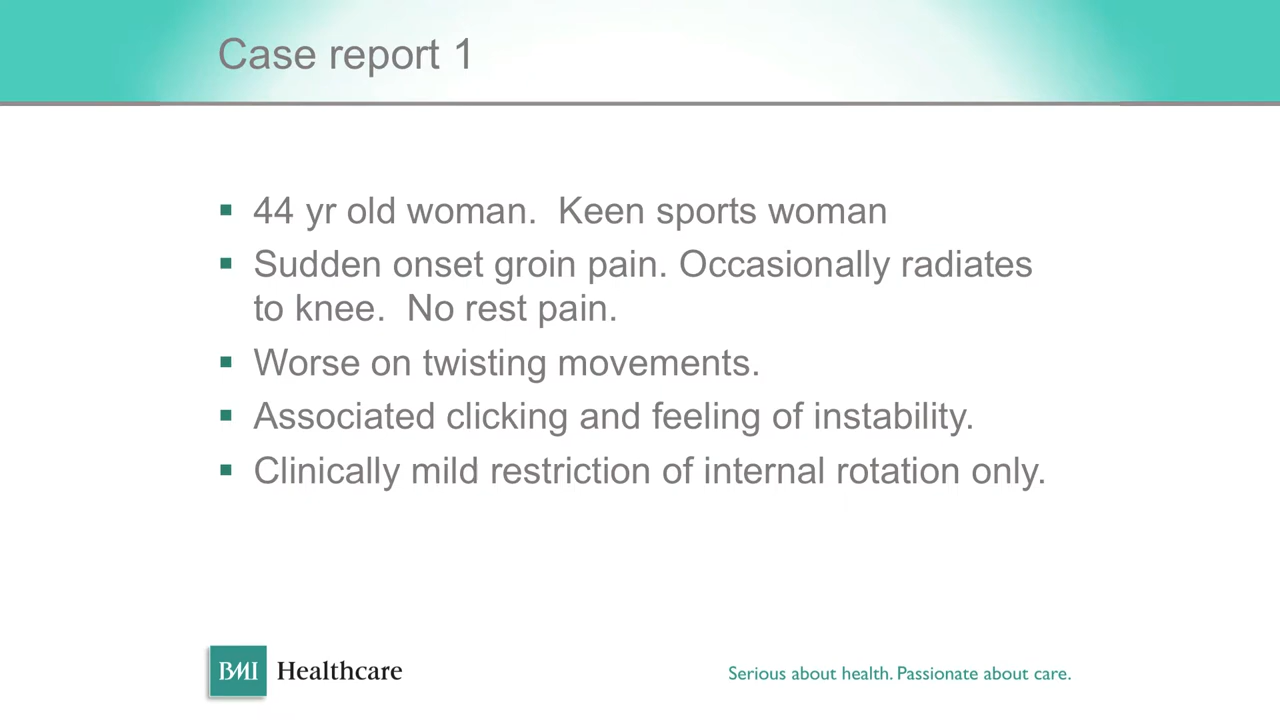 Case report 1
44 yr old woman.  Keen sports woman
Sudden onset groin pain. Occasionally radiates
to knee.  No rest pain.
Worse on twisting movements.
Associated clicking and feeling of instability.
Clinically mild restriction of internal rotation only.
BMI Healthcare
Serious about health. Passionate about care.